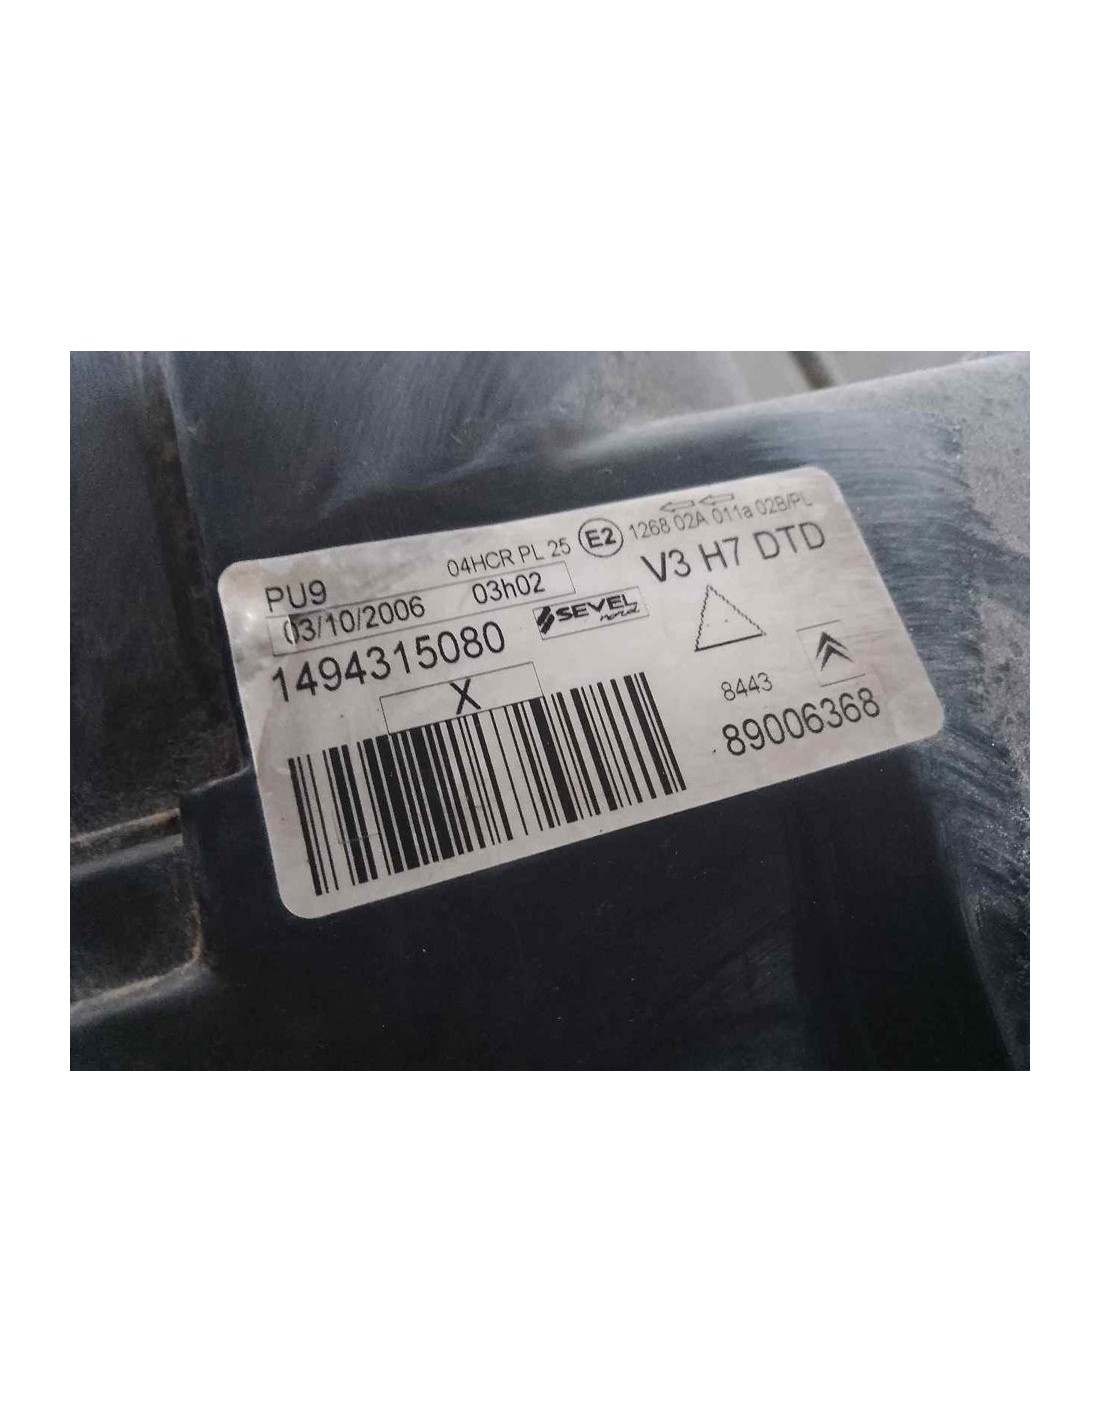 04HCR PL 25 E2 1268 02A 011a 02B/PL
PU9
V3 H7 DTD
03/10/2006 03h02
SEVEL
nord
1494315080
X
8443
89006368